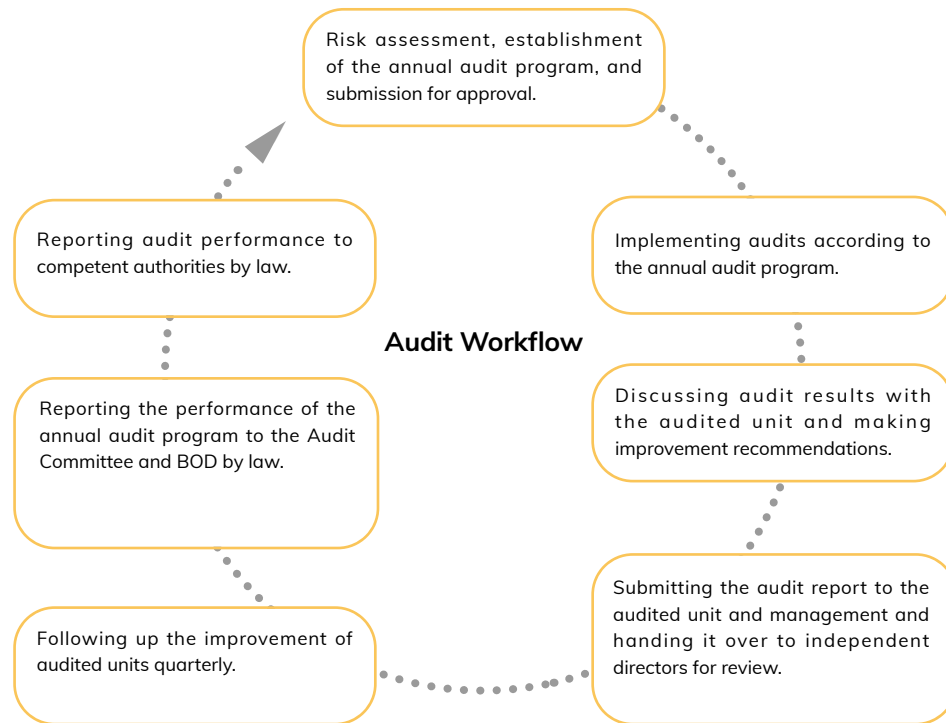 Risk assessment, establishment
of the annual audit program, and
submission for approval.
Implementing audits according to
the annual audit program.
Discussing audit results with
the audited unit and making
improvement recommendations.
Submitting the audit report to the
audited unit and management and
handing it over to independent
directors for review.
Following up the improvement of
audited units quarterly.
Reporting the performance of the
annual audit program to the Audit
Committee and BOD by law.
Reporting audit performance to
competent authorities by law.
Audit Workflow